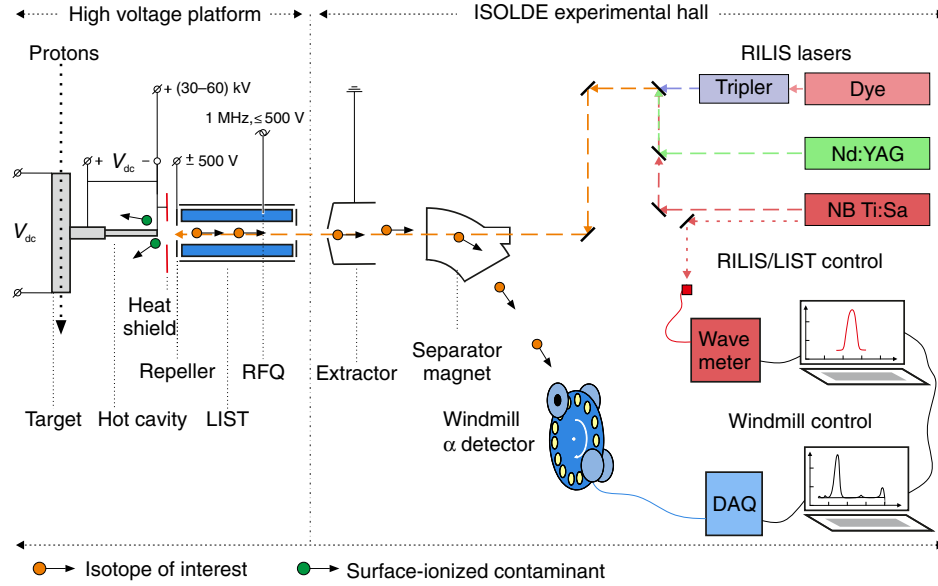 High voltage platform
ISOLDE experimental hall
Protons
+ (30–60) kV
RILIS lasers
Tripler
Dye
1 MHz, ≤ 500 V
+ Vdc −
± 500 V
Nd:YAG
Vdc
NB Ti:Sa
RILIS/LIST control
Heat
shield
Wave
meter
Repeller
RFQ
Extractor
Separator
magnet
Target
Hot cavity
LIST
Windmill
α detector
Windmill control
DAQ
Isotope of interest
Surface-ionized contaminant